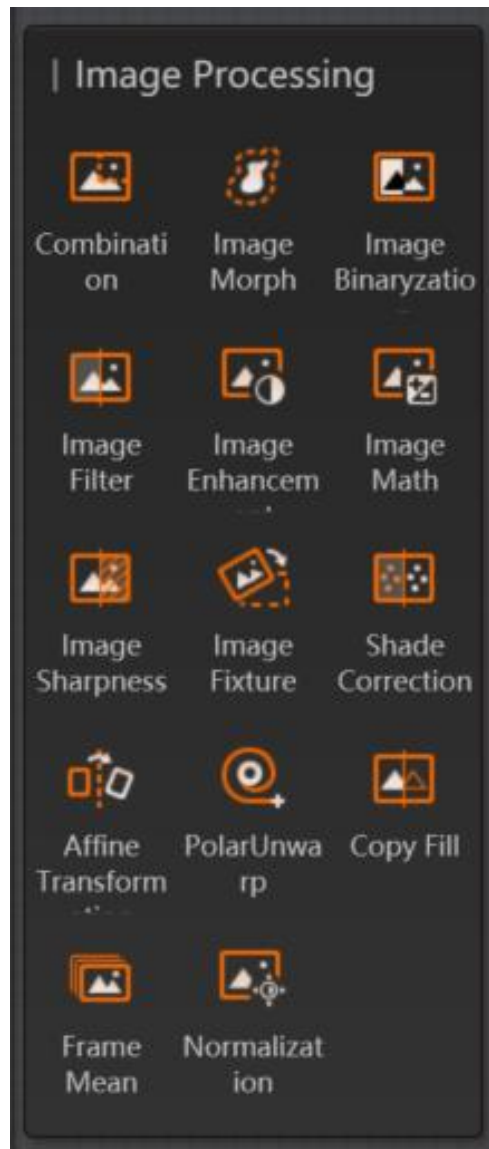 | Image Processing
Combinati
on
Image
Morph
Image
Binaryzatio
Image
Filter
Image
Enhancem
Image
Math
Image
Sharpness
Image
Fixture
Shade
Correction
Affine
Transform
PolarUnwa
rp
Copy Fill
Frame
Mean
Normalizat
ion